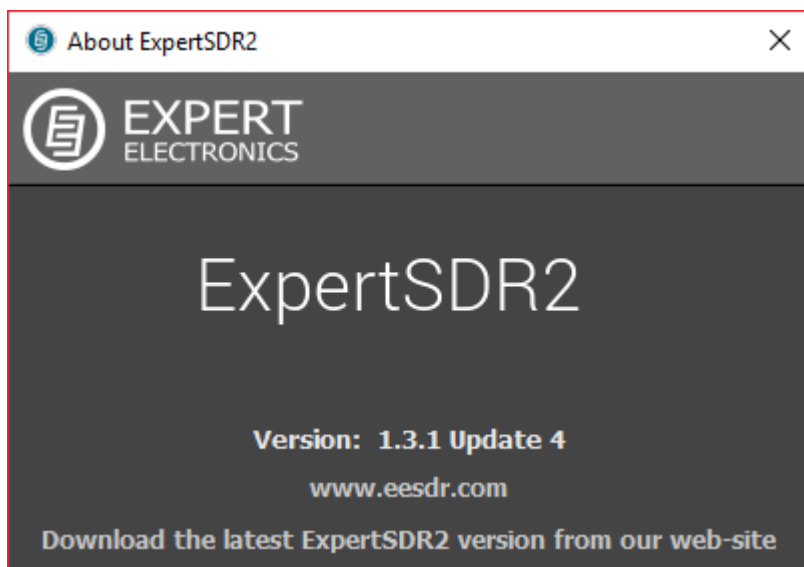 About ExpertSDR2
EXPERT
ELECTRONICS
ExpertSDR2
Version: 1.3.1 Update 4
www.eesdr.com
Download the latest ExpertSDR2 version from our web-site